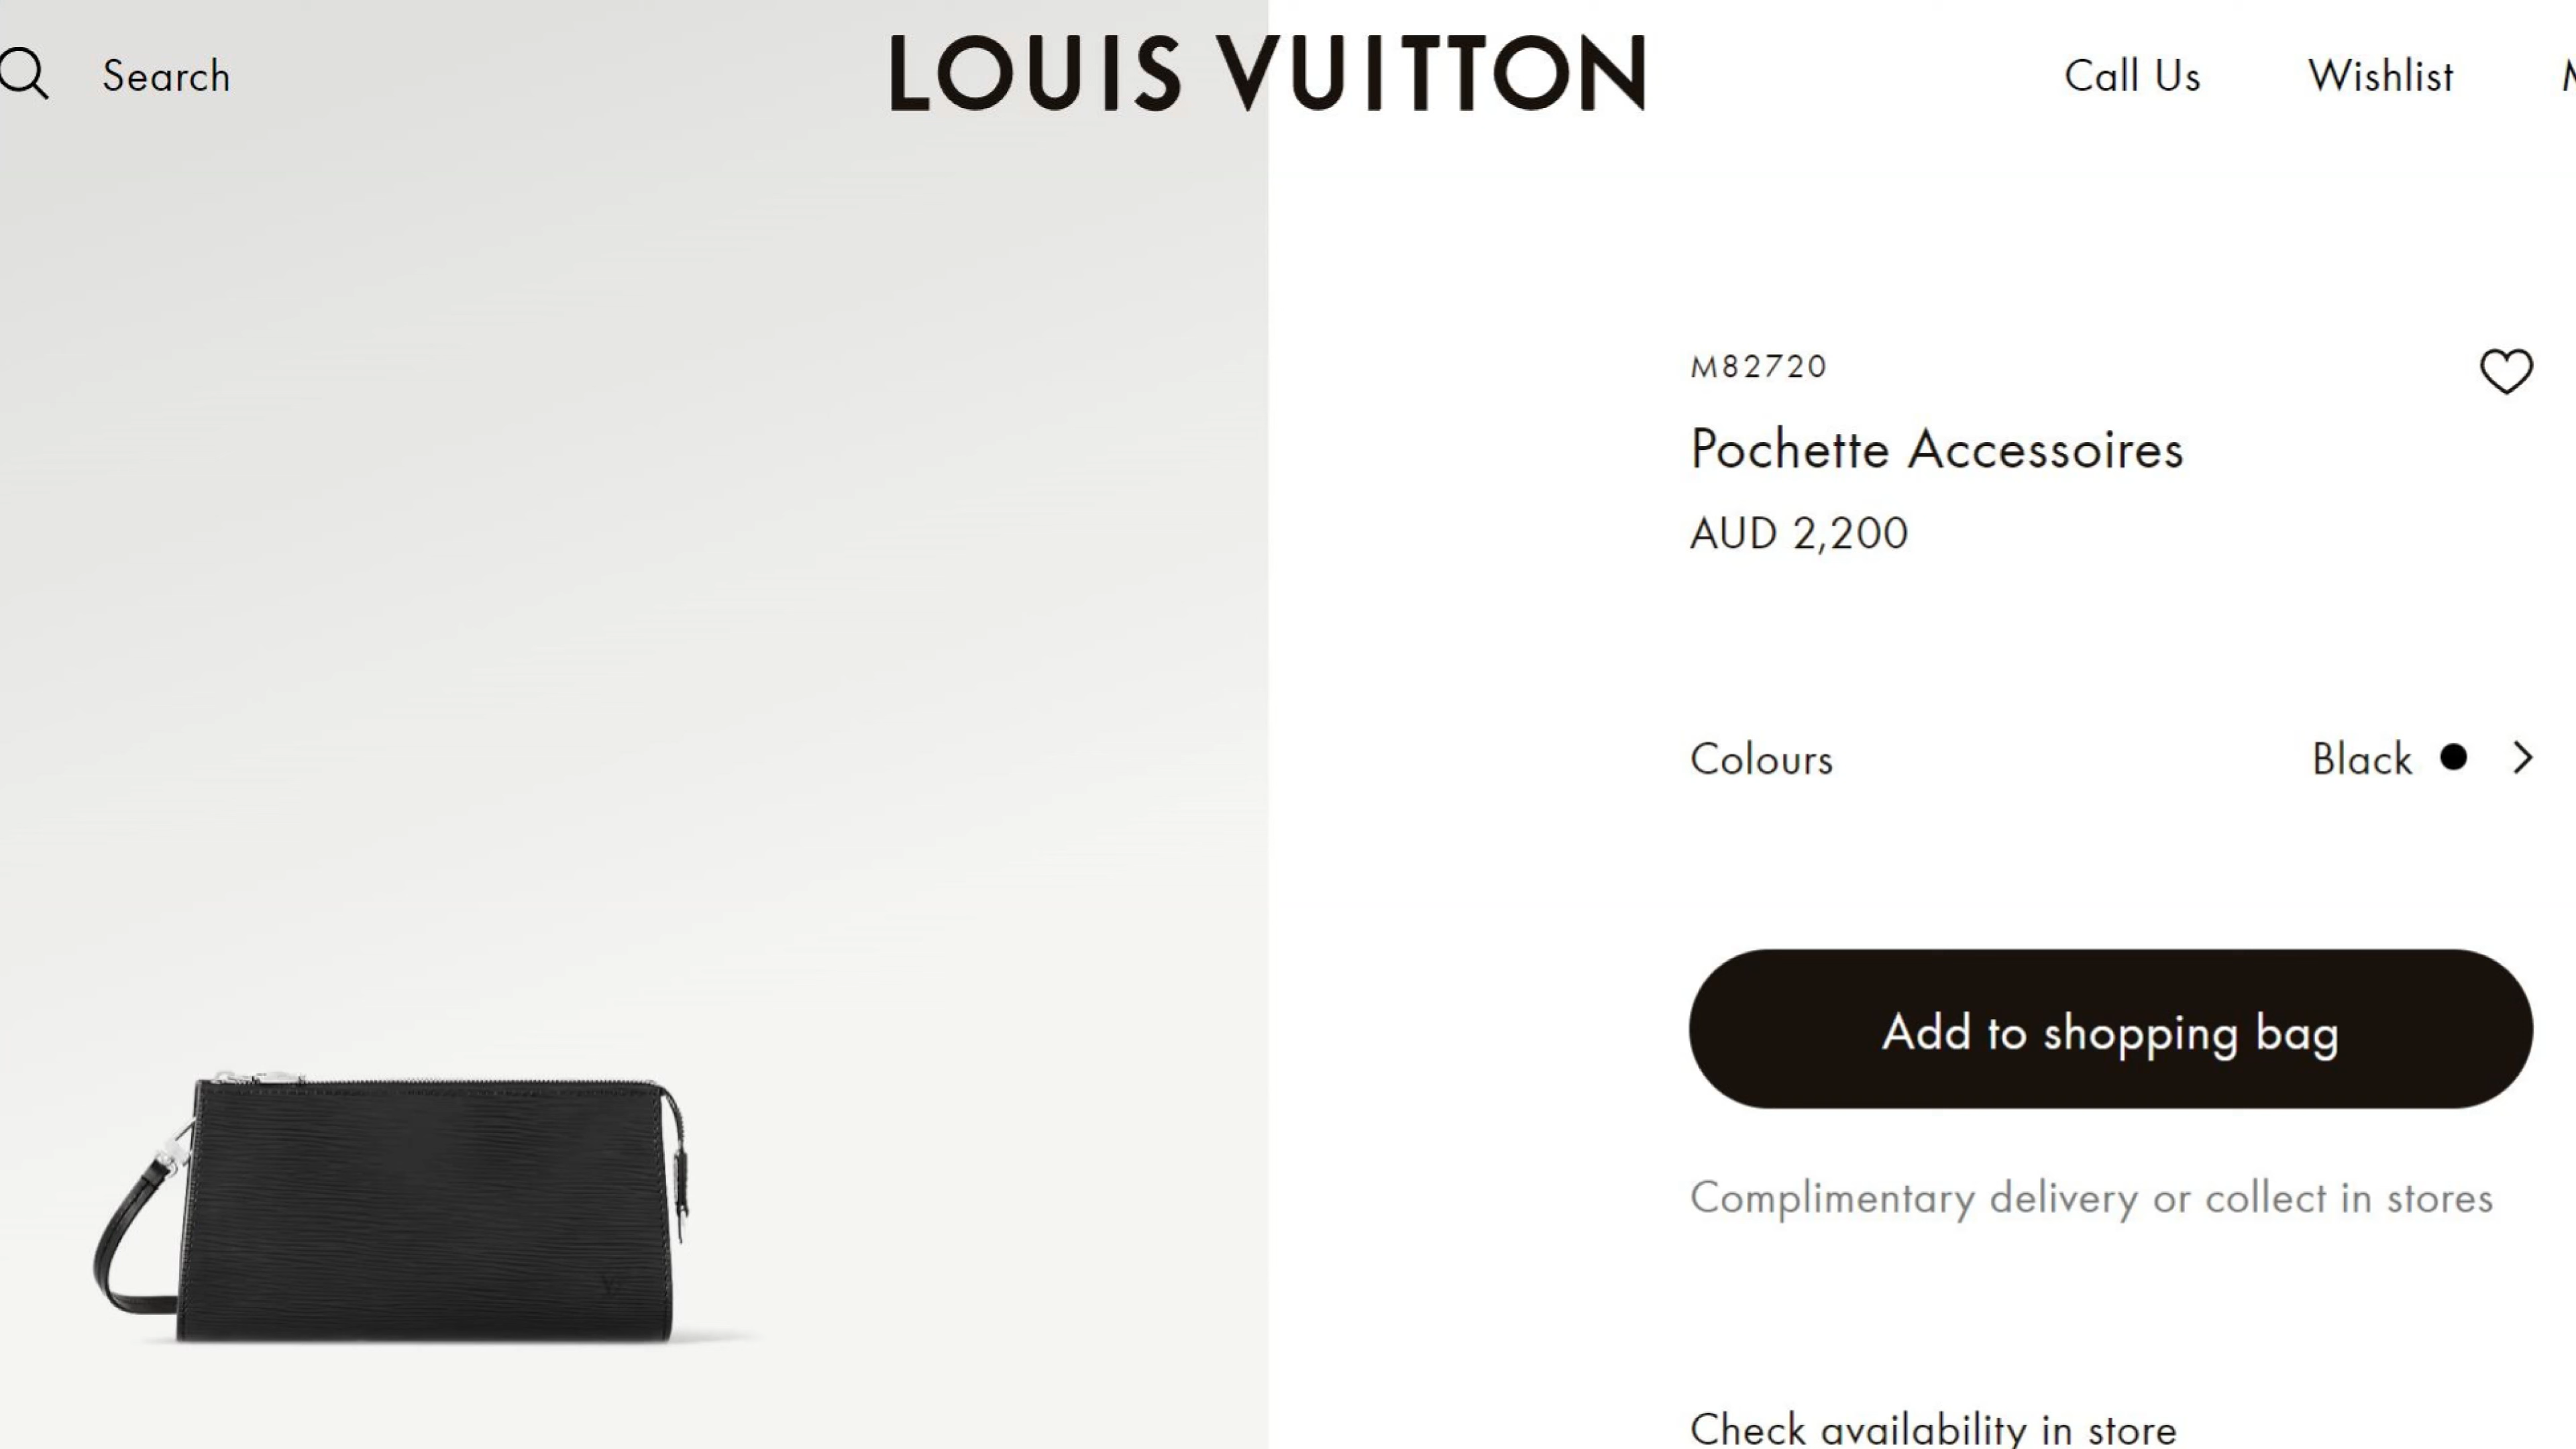 Search
LOUIS VUITTON
Call Us
Wishlist
M82720
Pochette Accessoires
AUD 2,200
Colours
Black
Add to shopping bag
Complimentary delivery or collect in stores
Check availability in store